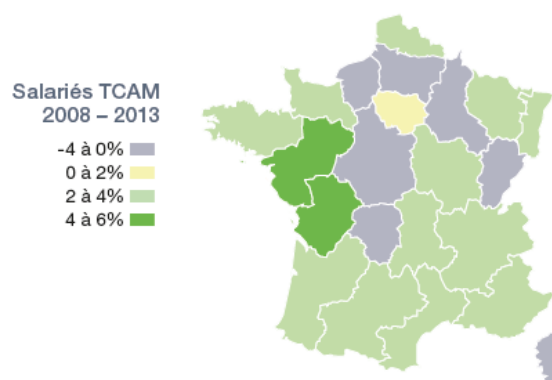 Salariés TCAM
2008 – 2013
-4 à 0%
0 à 2%
2 à 4%
4 à 6%